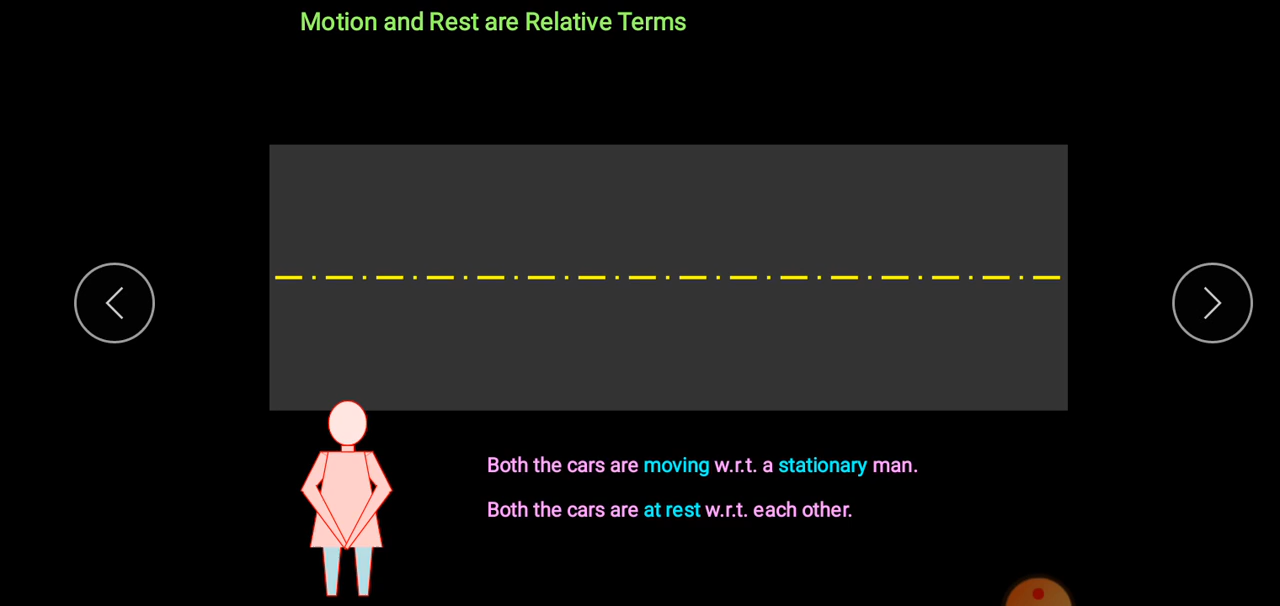 Motion and Rest are Relative Terms
Both the cars are moving w.r.t. a stationary man.
Both the cars are at rest w.r.t. each other.